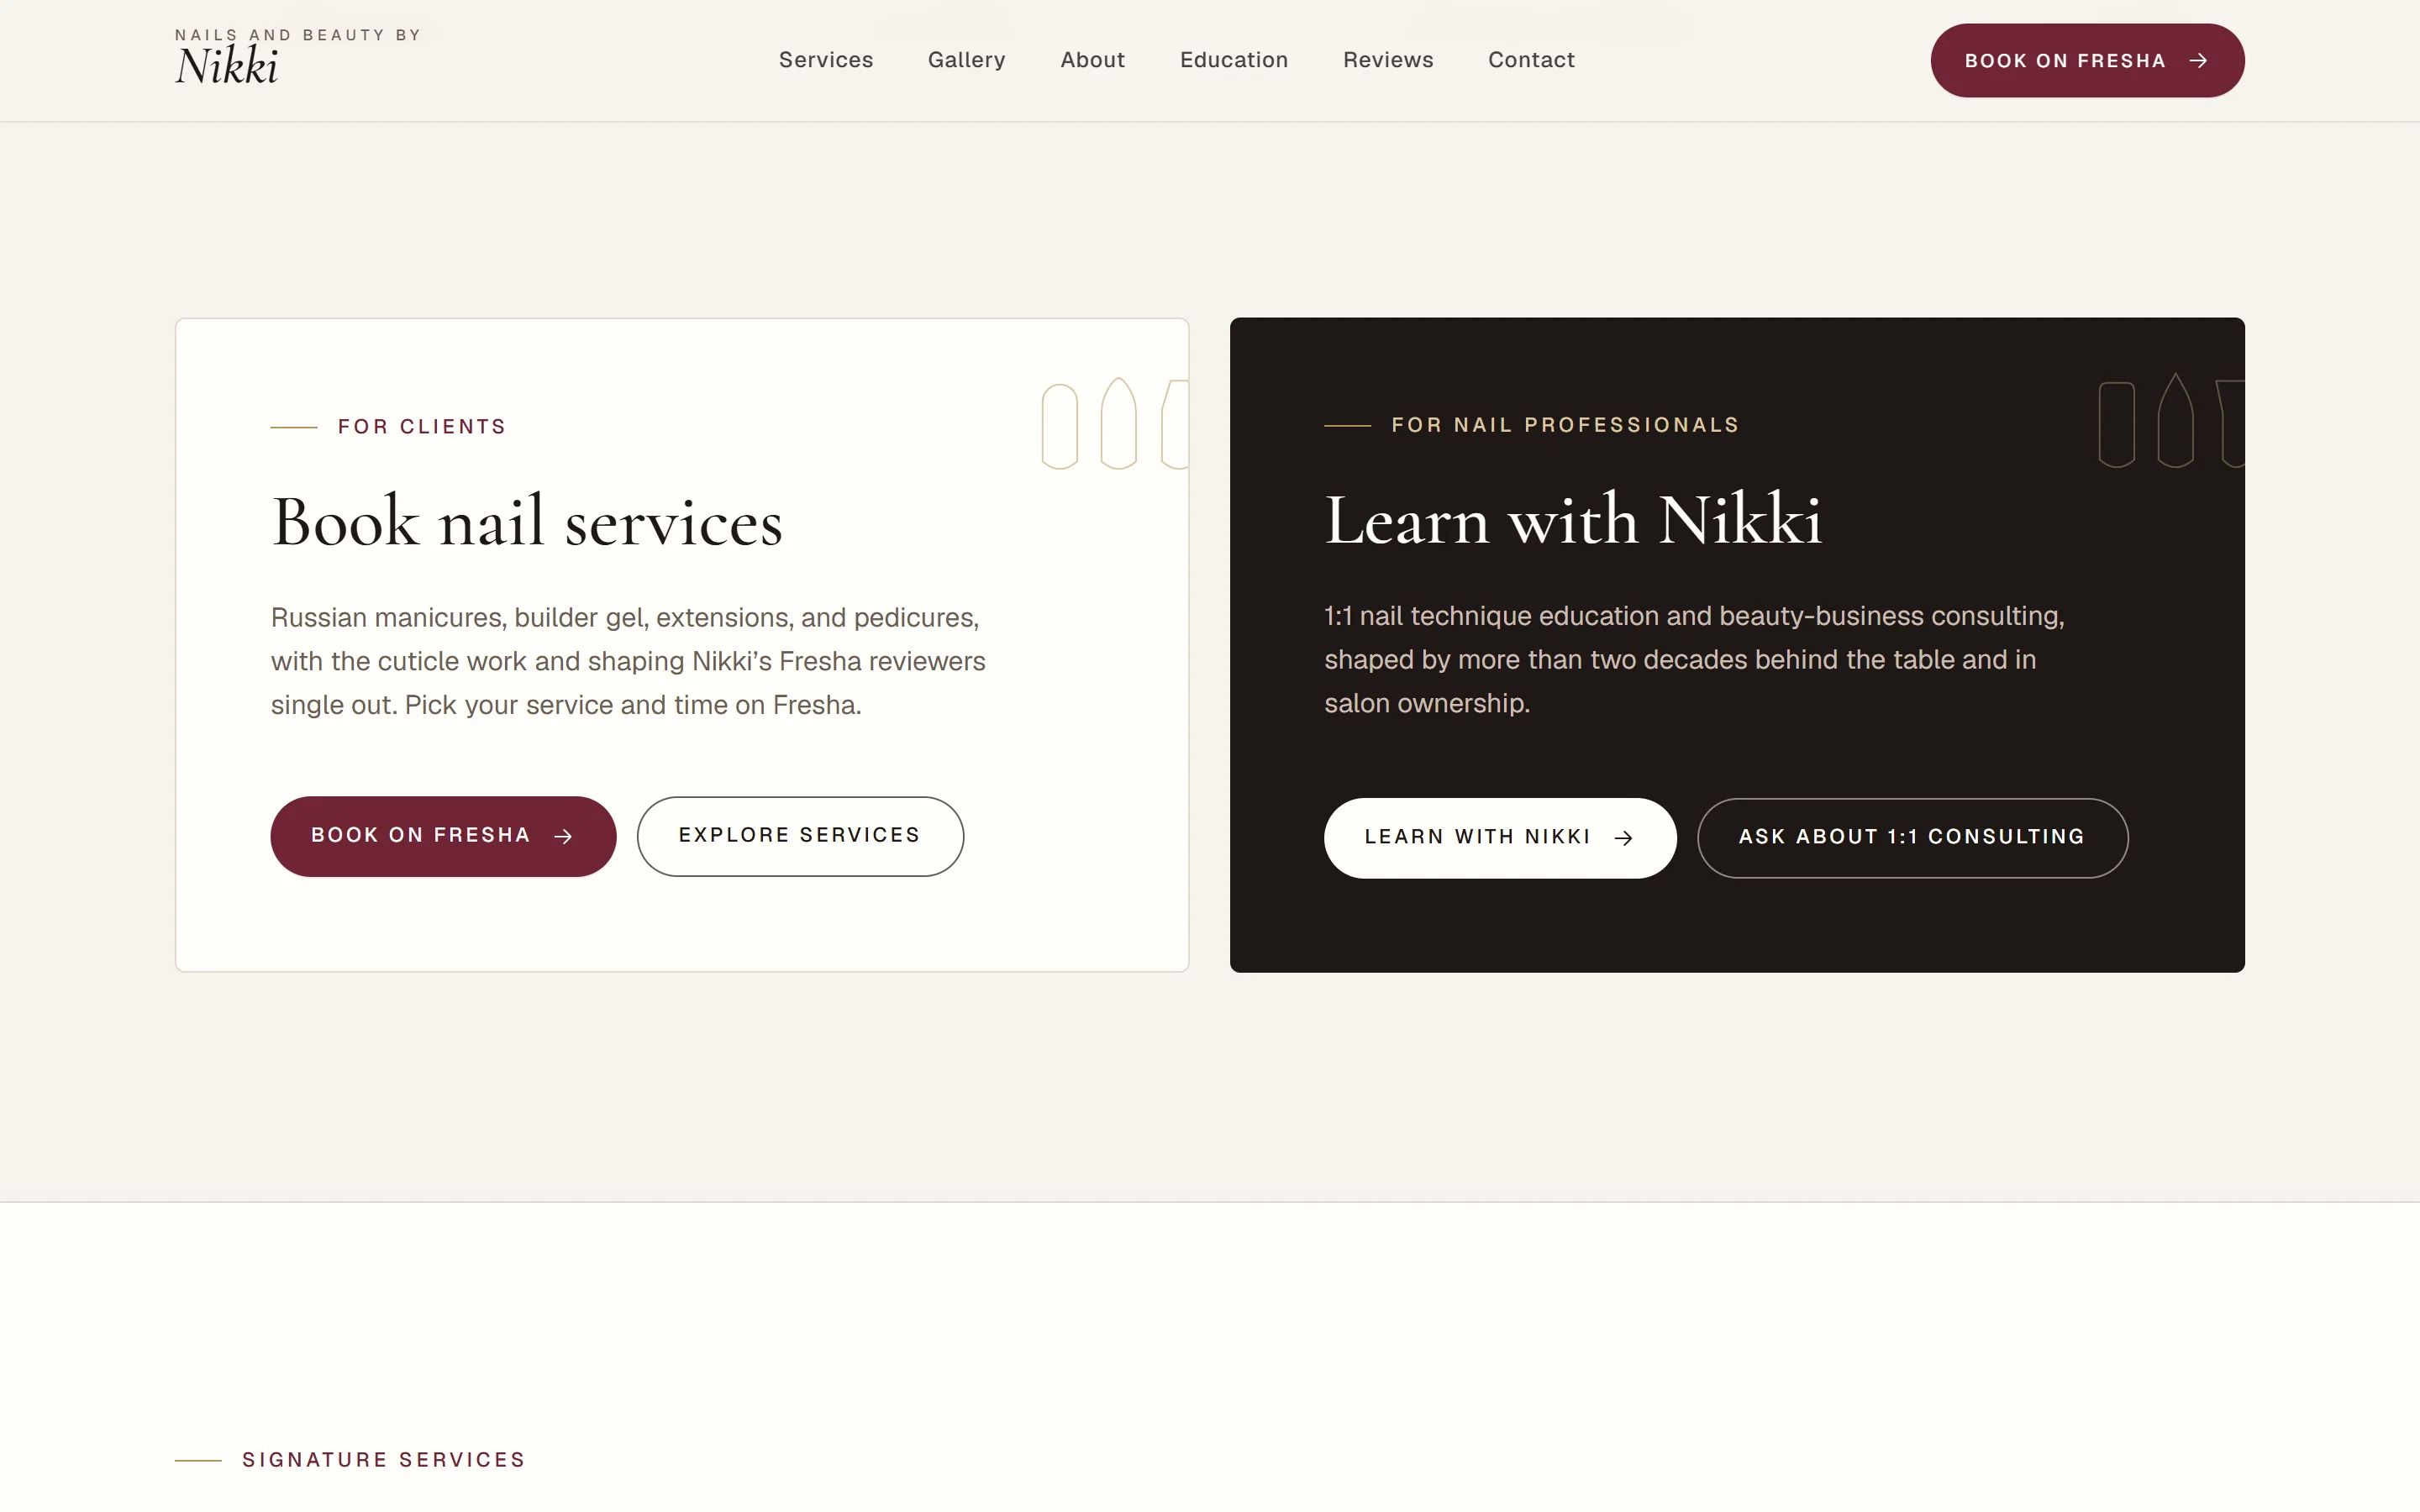 NAILS AND BEAUTY BY
Nikki
Services
Gallery
About
Education
Reviews
Contact
BOOK ON FRESHA →
FOR CLIENTS
Book nail services
Russian manicures, builder gel, extensions, and pedicures,
with the cuticle work and shaping Nikki’s Fresha reviewers
single out. Pick your service and time on Fresha.
BOOK ON FRESHA →
EXPLORE SERVICES
FOR NAIL PROFESSIONALS
Learn with Nikki
1:1 nail technique education and beauty-business consulting,
shaped by more than two decades behind the table and in
salon ownership.
LEARN WITH NIKKI →
ASK ABOUT 1:1 CONSULTING
SIGNATURE SERVICES